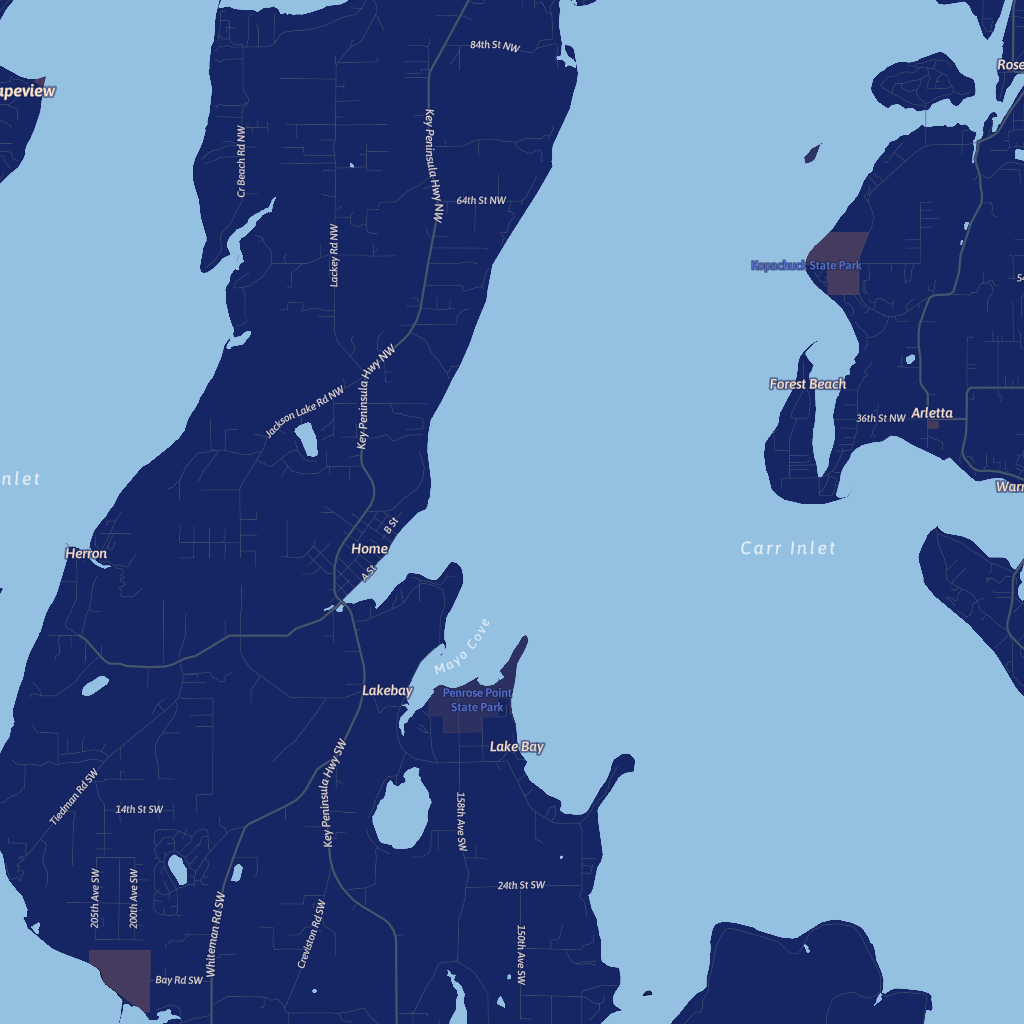 84th St NW
Rose
apeview
Key Peninsula Hwy NW
Cr Beach Rd NW
64th St NW
Lackey Rd NW
Kopachuck State Park
54
Key Peninsula Hwy NW
Jackson Lake Rd NW
Forest Beach
36th St NW
Arletta
nlet
Warr
B St
Home
Carr Inlet
Herron
A St
Mayo Cove
Lakebay
Penrose Point
State Park
Lake Bay
Key Peninsula Hwy SW
Tiedman Rd SW
14th St SW
158th Ave SW
24th St SW
205th Ave SW
200th Ave SW
Whiteman Rd SW
Creviston Rd SW
150th Ave SW
Bay Rd SW